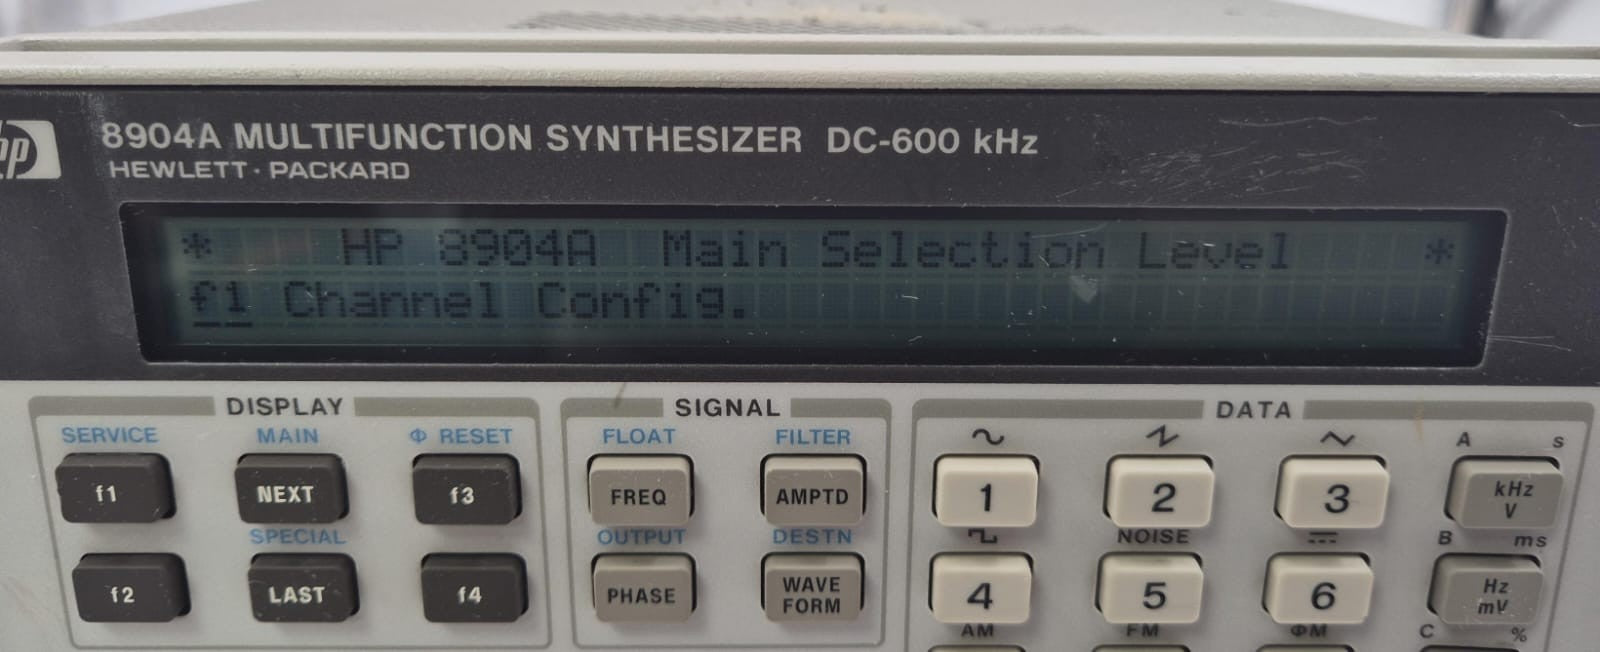 hp
8904A MULTIFUNCTION SYNTHESIZER DC-600 kHz
HEWLETT·PACKARD
* HP 8904A Main Selection Level *
f1 Channel Config.
DISPLAY
SERVICE MAIN Φ RESET
f1 NEXT f3
SPECIAL
f2 LAST f4
SIGNAL
FLOAT FILTER
FREQ AMPTD
OUTPUT DESTN
PHASE WAVE FORM
DATA
A s
1 2 3 kHz V
NOISE B ms
4 5 6 Hz mV
AM FM ΦM C %